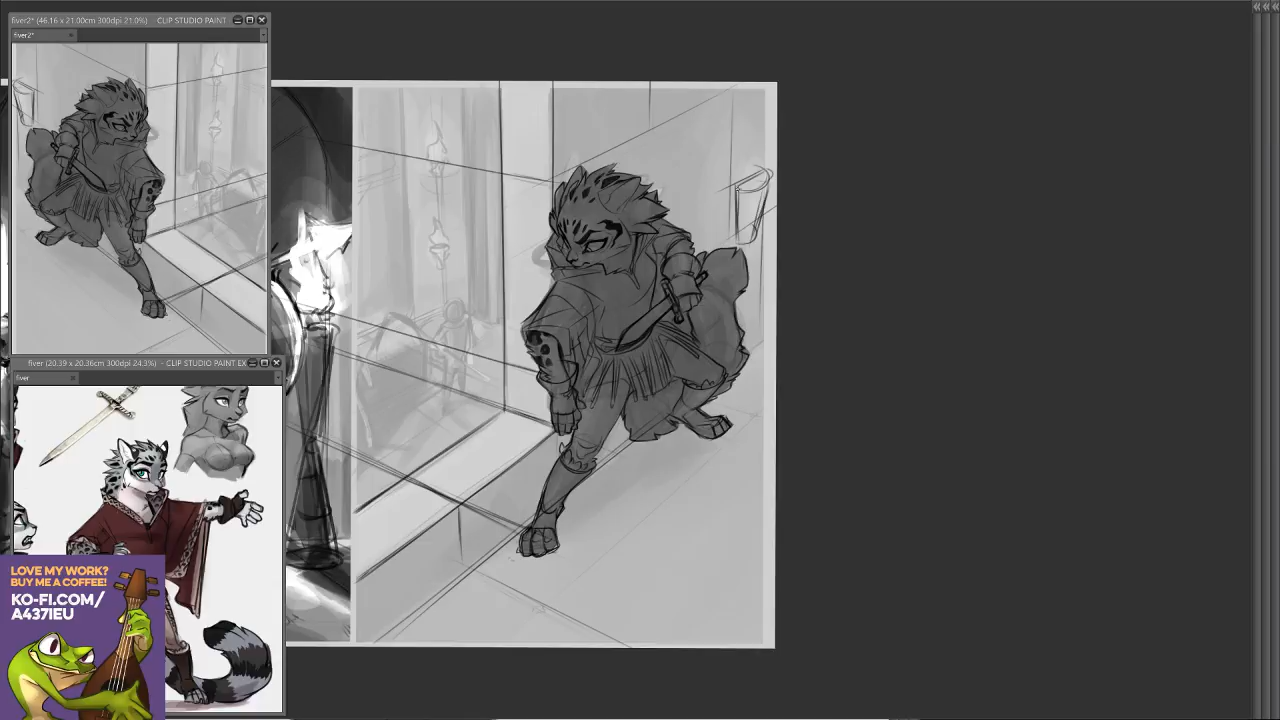 fiver2* (46.16 x 21.00cm 300dpi 21.0%) - CLIP STUDIO PAINT
fiver2*
fiver (20.39 x 20.36cm 300dpi 24.3%) - CLIP STUDIO PAINT EX
fiver
LOVE MY WORK?
BUY ME A COFFEE!
KO-FI.COM/
A437IEU